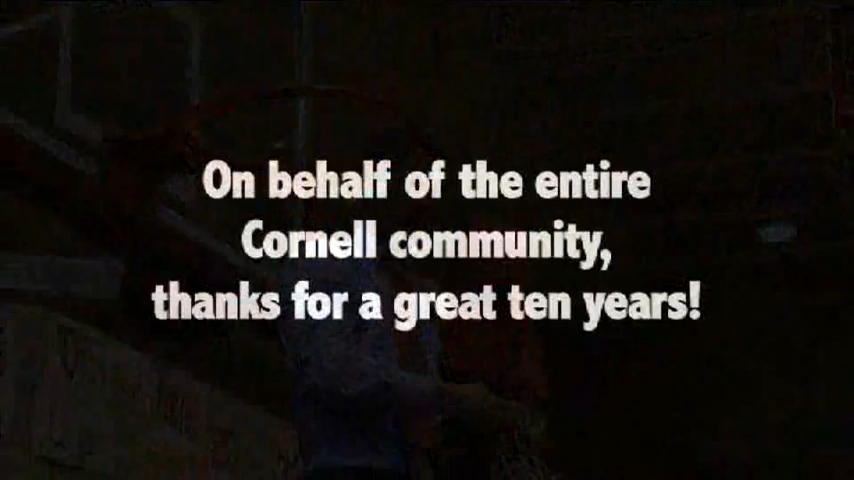 On behalf of the entire
Cornell community,
thanks for a great ten years!